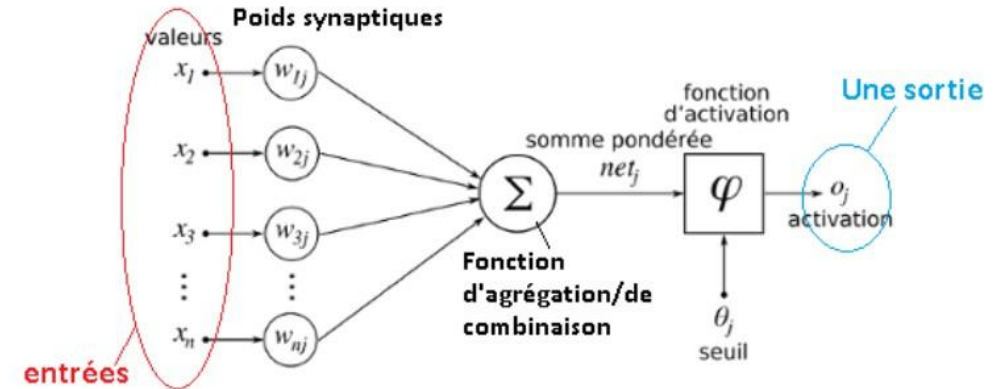 Poids synaptiques
valeurs
x₁
w₁ⱼ
x₂
w₂ⱼ
x₃
w₃ⱼ
⋮
⋮
xₙ
wₙⱼ
entrées
Σ
Fonction
d'agrégation/de
combinaison
somme pondérée
netⱼ
fonction
d'activation
φ
θⱼ
seuil
Une sortie
oⱼ
activation